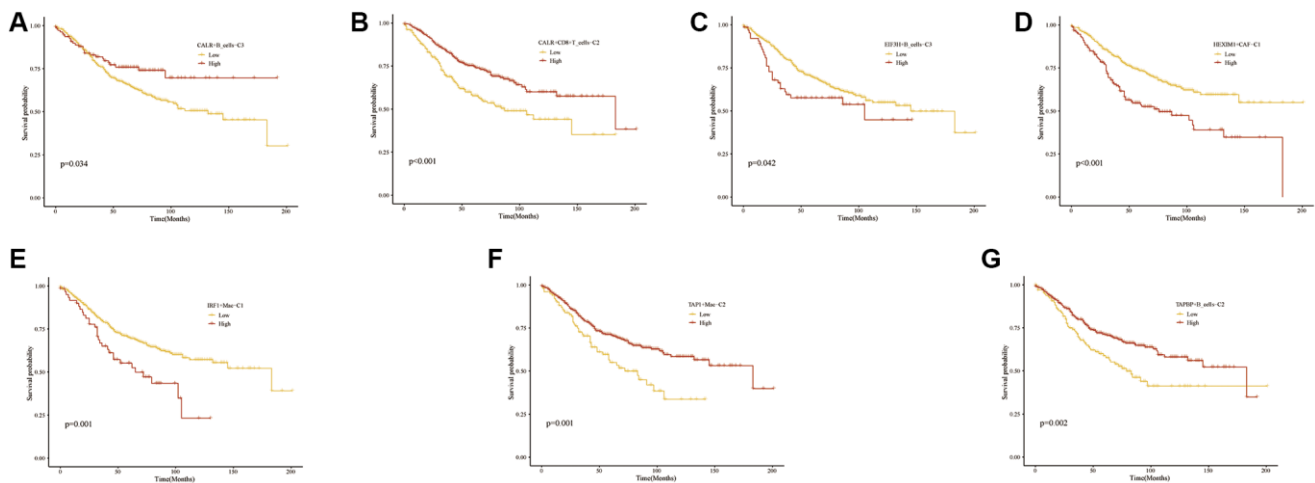 A
CALR+B_cells-C3
Low
High
1.00
0.75
0.50
0.25
0.00
Survival probability
p=0.034
0 50 100 150 200
Time(Months)
B
CALR+CD8+T_cells-C2
Low
High
1.00
0.75
0.50
0.25
0.00
Survival probability
p<0.001
0 50 100 150 200
Time(Months)
C
EIF3H+B_cells-C3
Low
High
1.00
0.75
0.50
0.25
0.00
Survival probability
p=0.042
0 50 100 150 200
Time(Months)
D
HEXIM1+CAF-C1
Low
High
1.00
0.75
0.50
0.25
0.00
Survival probability
p<0.001
0 50 100 150 200
Time(Months)
E
IRF1+Mac-C1
Low
High
1.00
0.75
0.50
0.25
0.00
Survival probability
p=0.001
0 50 100 150 200
Time(Months)
F
TAP1+Mac-C2
Low
High
1.00
0.75
0.50
0.25
0.00
Survival probability
p=0.001
0 50 100 150 200
Time(Months)
G
TAPBP+B_cells-C2
Low
High
1.00
0.75
0.50
0.25
0.00
Survival probability
p=0.002
0 50 100 150 200
Time(Months)